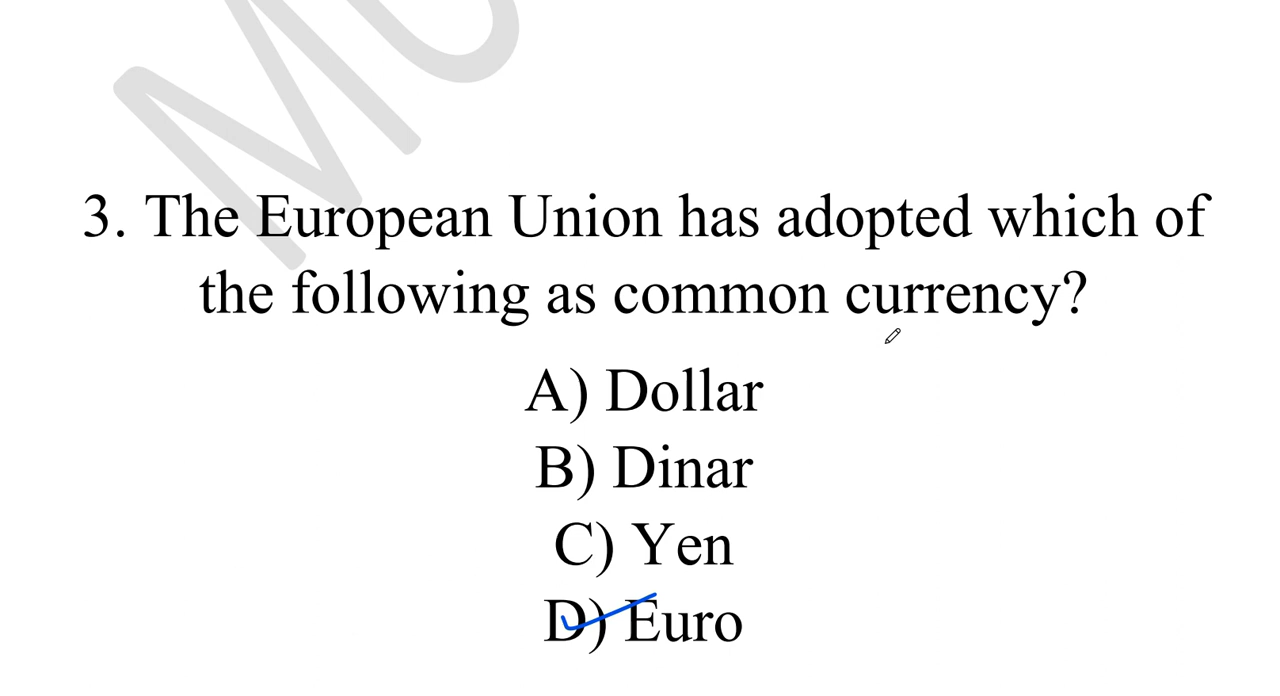 3. The European Union has adopted which of
the following as common currency?
A) Dollar
B) Dinar
C) Yen
D) Euro